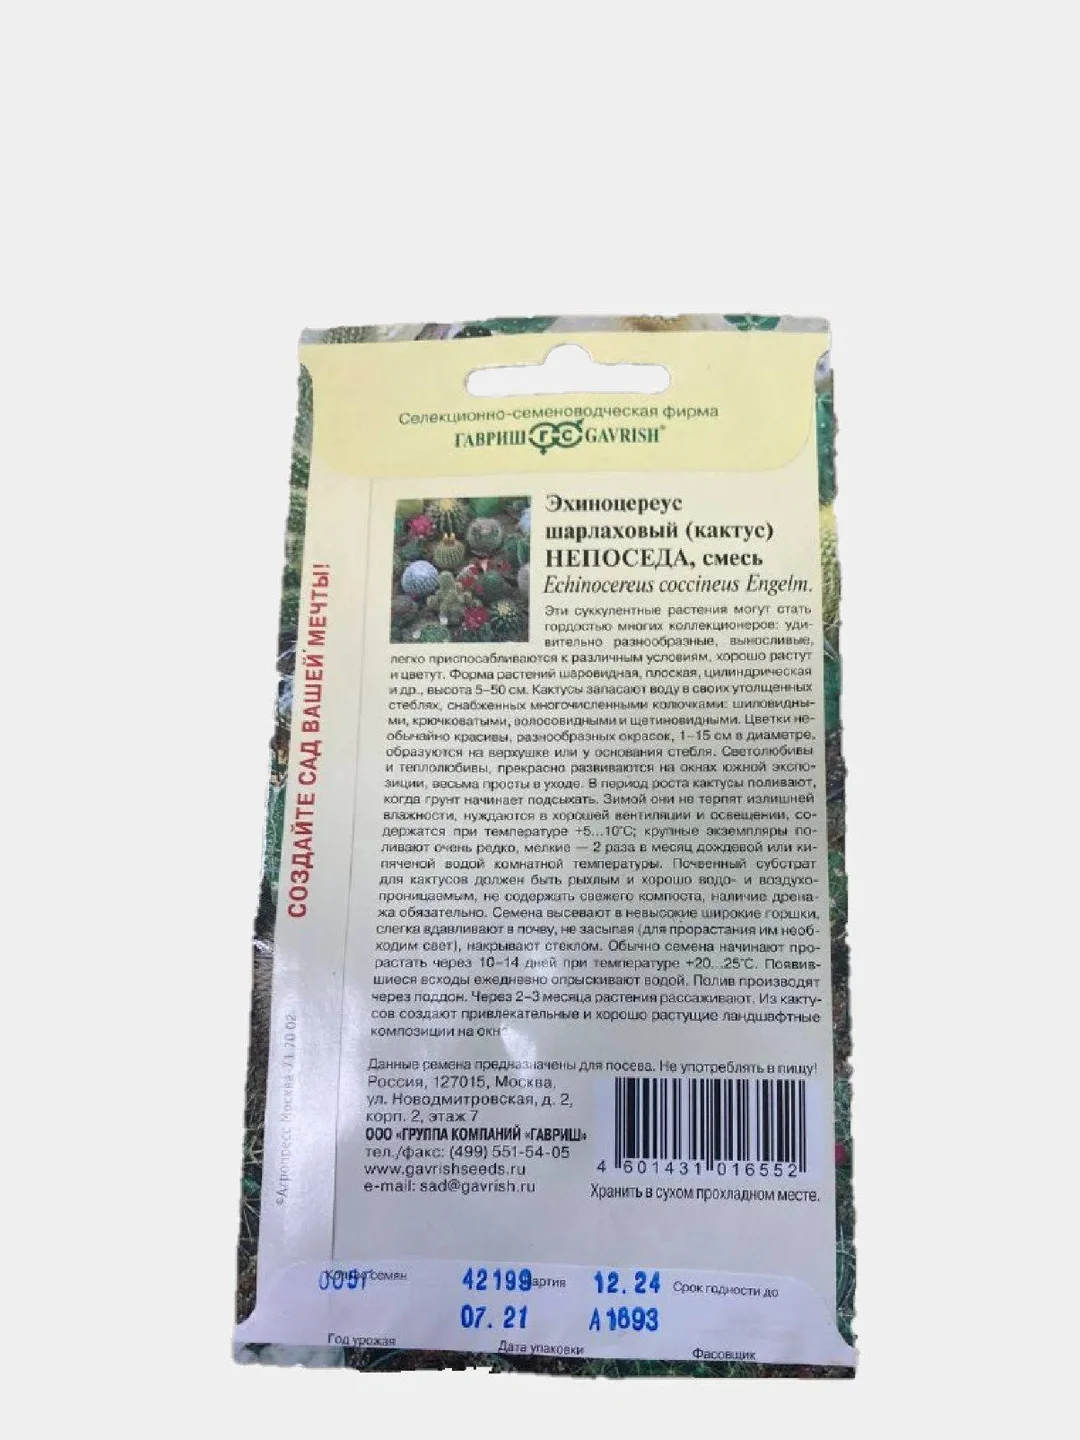 Селекционно-семеноводческая фирма
ГАВРИШ ГС GAVRISH®
СОЗДАЙТЕ САД ВАШЕЙ МЕЧТЫ!
Эхиноцереус
шарлаховый (кактус)
НЕПОСЕДА, смесь
Echinocereus coccineus Engelm.
Эти суккулентные растения могут стать
гордостью многих коллекционеров: уди-
вительно разнообразные, выносливые,
легко приспосабливаются к различным условиям, хорошо растут
и цветут. Форма растений шаровидная, плоская, цилиндрическая
и др., высота 5–50 см. Кактусы запасают воду в своих утолщенных
стеблях, снабженных многочисленными колючками: шиловидны-
ми, крючковатыми, волосовидными и щетиновидными. Цветки не-
обычайно красивы, разнообразных окрасок, 1–15 см в диаметре,
образуются на верхушке или у основания стебля. Светолюбивы
и теплолюбивы, прекрасно развиваются на окнах южной экспо-
зиции, весьма просты в уходе. В период роста кактусы поливают,
когда грунт начинает подсыхать. Зимой они не терпят излишней
влажности, нуждаются в хорошей вентиляции и освещении, со-
держатся при температуре +5...10°С; крупные экземпляры по-
ливают очень редко, мелкие — 2 раза в месяц дождевой или ки-
пяченой водой комнатной температуры. Почвенный субстрат
для кактусов должен быть рыхлым и хорошо водо- и воздухо-
проницаемым, не содержать свежего компоста, наличие дрена-
жа обязательно. Семена высевают в невысокие широкие горшки,
слегка вдавливают в почву, не засыпая (для прорастания им необ-
ходим свет), накрывают стеклом. Обычно семена начинают про-
растать через 10–14 дней при температуре +20...25°С. Появив-
шиеся всходы ежедневно опрыскивают водой. Полив производят
через поддон. Через 2–3 месяца растения рассаживают. Из какту-
сов создают привлекательные и хорошо растущие ландшафтные
композиции на окне
Данные семена предназначены для посева. Не употреблять в пищу!
Россия, 127015, Москва,
ул. Новодмитровская, д. 2,
корп. 2, этаж 7
ООО «ГРУППА КОМПАНИЙ «ГАВРИШ»
тел./факс: (499) 551-54-05
www.gavrishseeds.ru
e-mail: sad@gavrish.ru
4 601431 016552
Хранить в сухом прохладном месте.
©Агропресс Москва 71 70 02
семян 42199 партия 12.24 Срок годности до
07.21 А1693
Год урожая Дата упаковки Фасовщик